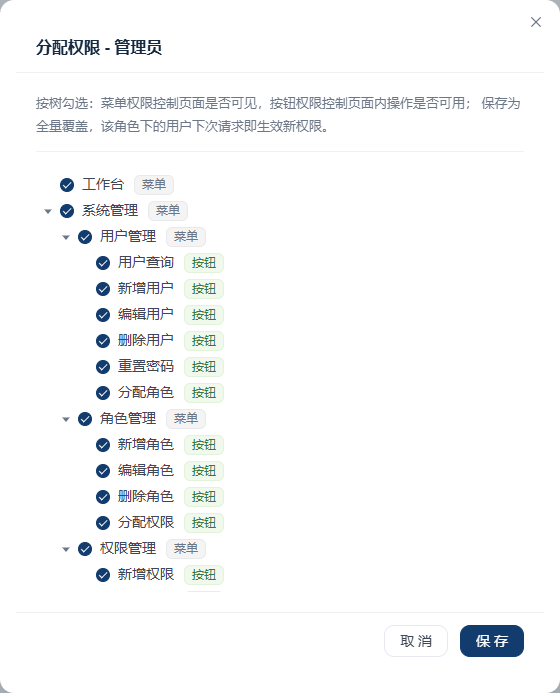 分配权限 - 管理员
按树勾选：菜单权限控制页面是否可见，按钮权限控制页面内操作是否可用； 保存为
全量覆盖，该角色下的用户下次请求即生效新权限。
工作台 菜单
系统管理 菜单
用户管理 菜单
用户查询 按钮
新增用户 按钮
编辑用户 按钮
删除用户 按钮
重置密码 按钮
分配角色 按钮
角色管理 菜单
新增角色 按钮
编辑角色 按钮
删除角色 按钮
分配权限 按钮
权限管理 菜单
新增权限 按钮
取 消 保 存